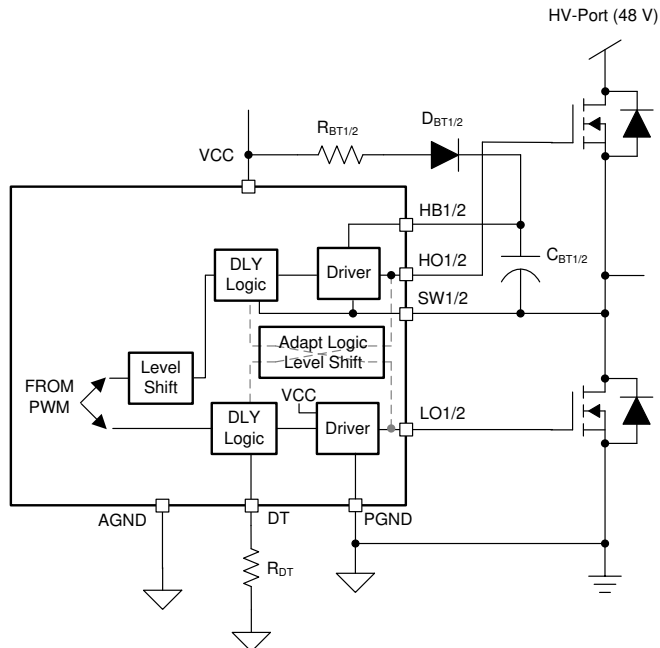 HV-Port (48 V)
RBT1/2
DBT1/2
VCC
HB1/2
HO1/2
CBT1/2
SW1/2
DLY
Logic
Driver
Adapt Logic
Level Shift
Level
Shift
FROM
PWM
VCC
LO1/2
DLY
Logic
Driver
AGND
DT
PGND
RDT